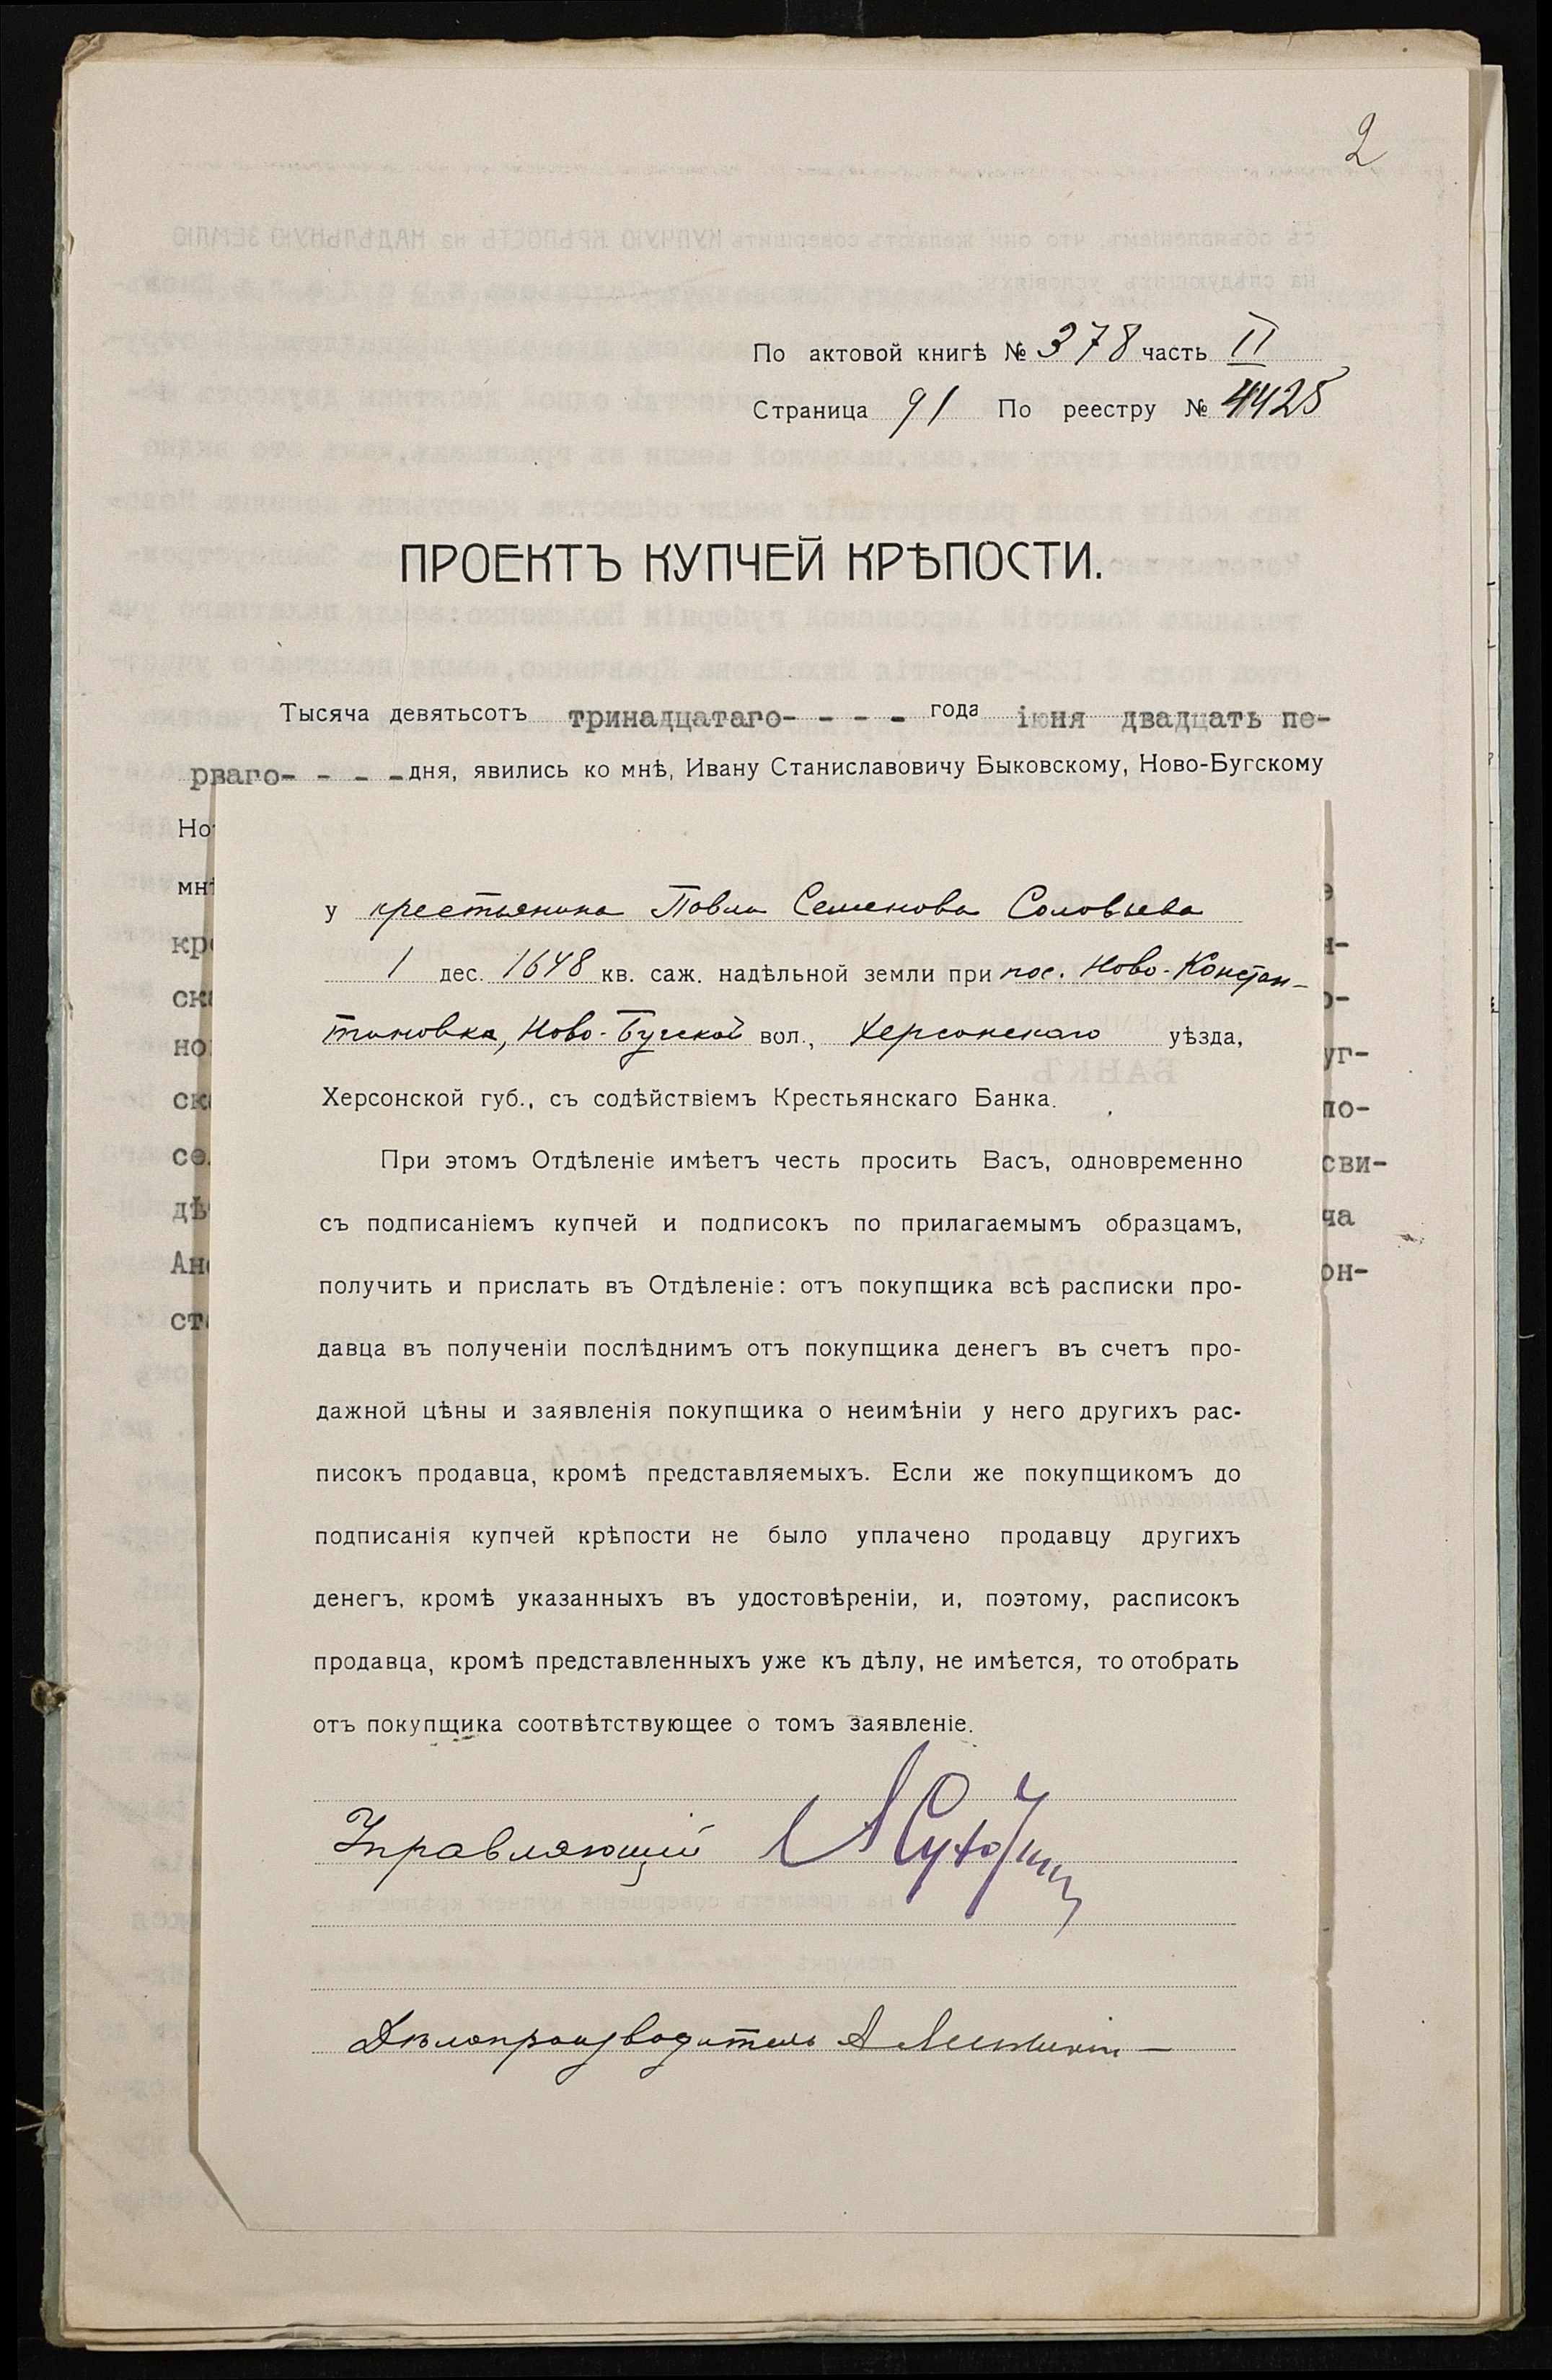 2
По актовой книгѣ № 378 часть II
Страница 91 По реестру № 4428
ПРОЕКТЪ КУПЧЕЙ КРѢПОСТИ.
Тысяча девятьсотъ тринадцатаго- - - - года іюня двадцать пе-
рваго- - - -дня, явились ко мнѣ, Ивану Станиславовичу Быковскому, Ново-Бугскому
у крестьянина Павла Семенова Соловьева
1 дес. 1648 кв. саж. надѣльной земли при пос. Ново-Констан-
тиновка, Ново-Бугской вол., Херсонскаго уѣзда,
Херсонской губ., съ содѣйствіемъ Крестьянскаго Банка.
При этомъ Отдѣленіе имѣетъ честь просить Васъ, одновременно
съ подписаніемъ купчей и подписокъ по прилагаемымъ образцамъ,
получить и прислать въ Отдѣленіе: отъ покупщика всѣ расписки про-
давца въ полученіи послѣднимъ отъ покупщика денегъ въ счетъ про-
дажной цѣны и заявленія покупщика о неимѣніи у него другихъ рас-
писокъ продавца, кромѣ представляемыхъ. Если же покупщикомъ до
подписанія купчей крѣпости не было уплачено продавцу другихъ
денегъ, кромѣ указанныхъ въ удостовѣреніи, и, поэтому, расписокъ
продавца, кромѣ представленныхъ уже къ дѣлу, не имѣется, то отобрать
отъ покупщика соотвѣтствующее о томъ заявленіе.
Управляющій
Дѣлопроизводитель